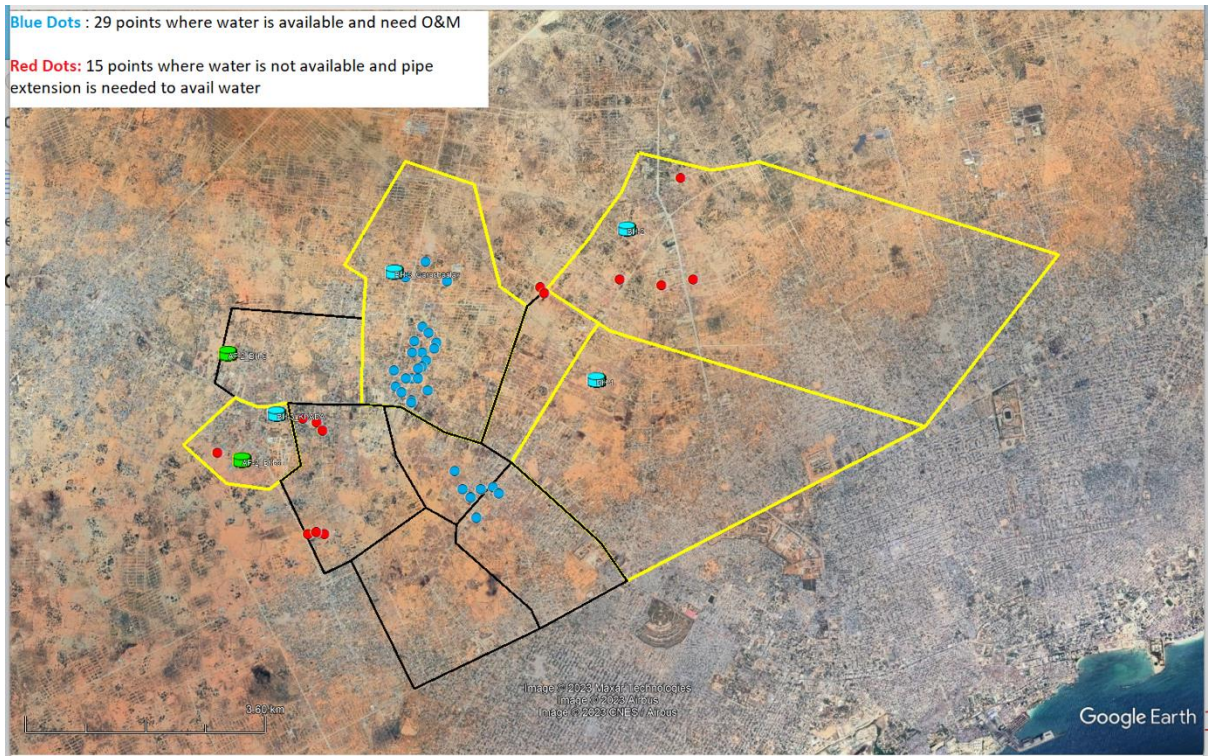 Blue Dots : 29 points where water is available and need O&M
Red Dots: 15 points where water is not available and pipe
extension is needed to avail water
3.60 km
Image © 2023 Maxar Technologies
Image © 2023 Airbus
Image © 2023 CNES / Airbus
Google Earth